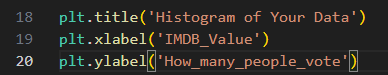 18 plt.title('Histogram of Your Data')
19 plt.xlabel('IMDB_Value')
20 plt.ylabel('How_many_people_vote')